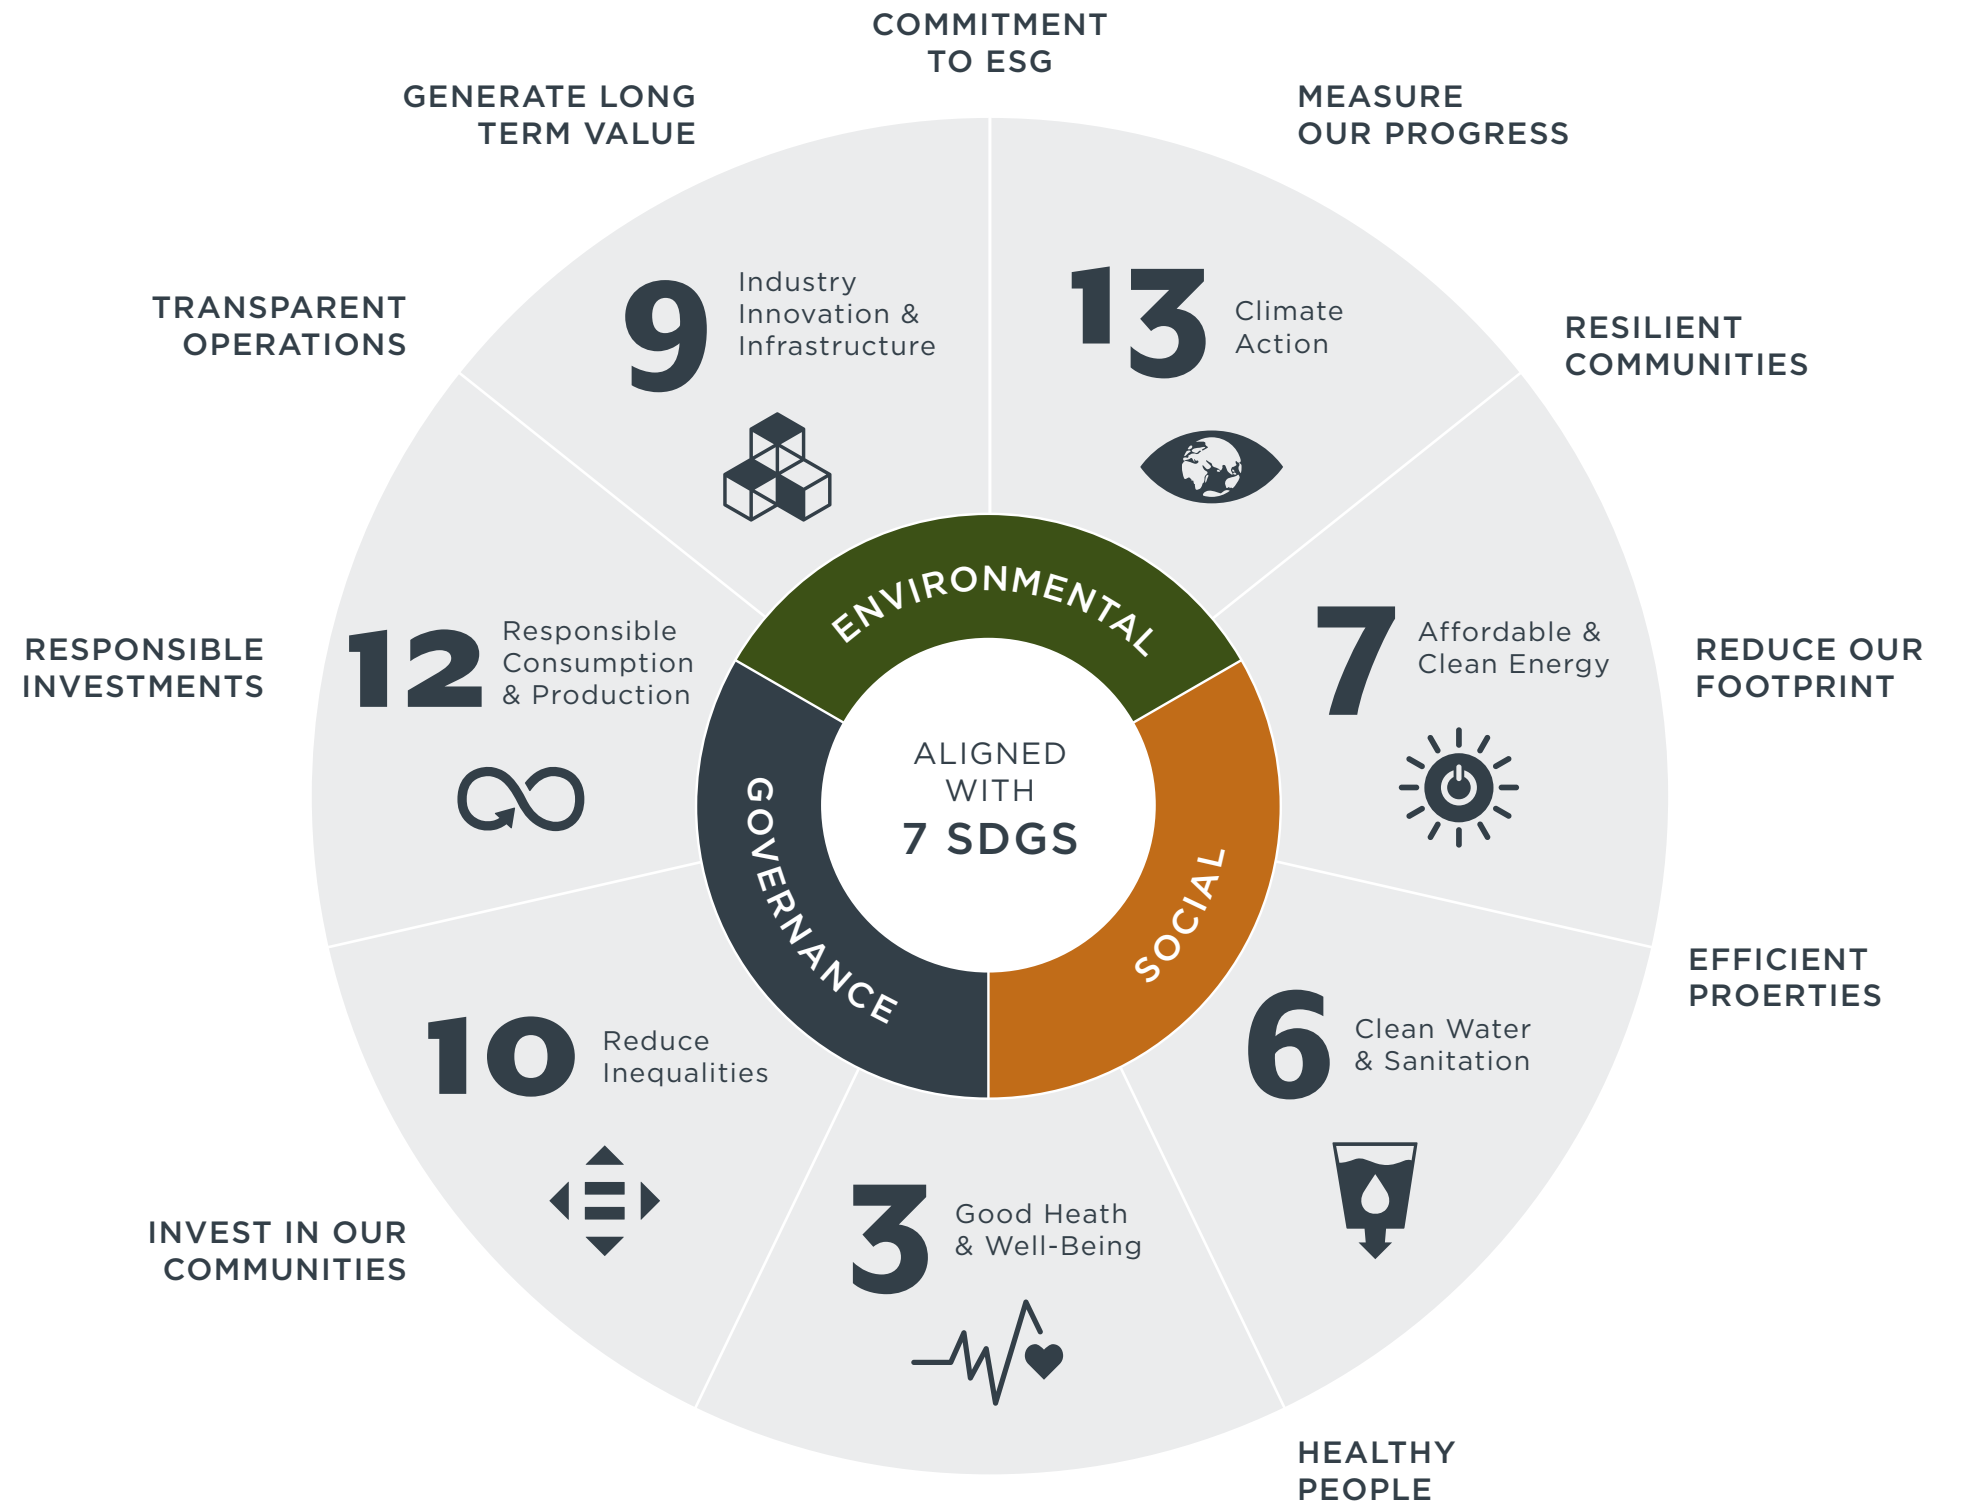 COMMITMENT
TO ESG
GENERATE LONG
TERM VALUE
MEASURE
OUR PROGRESS
TRANSPARENT
OPERATIONS
RESILIENT
COMMUNITIES
RESPONSIBLE
INVESTMENTS
REDUCE OUR
FOOTPRINT
EFFICIENT
PROERTIES
INVEST IN OUR
COMMUNITIES
HEALTHY
PEOPLE
9
Industry
Innovation &
Infrastructure
13
Climate
Action
12
Responsible
Consumption
& Production
7
Affordable &
Clean Energy
10
Reduce
Inequalities
6
Clean Water
& Sanitation
3
Good Heath
& Well-Being
ENVIRONMENTAL
GOVERNANCE
SOCIAL
ALIGNED
WITH
7 SDGS